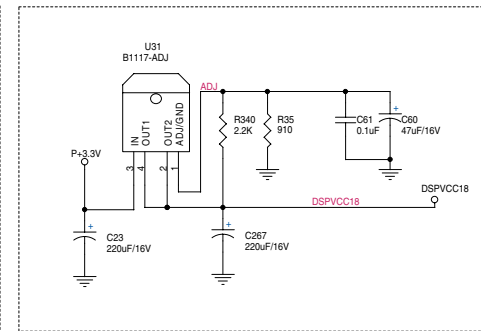 U31
B1117-ADJ
ADJ
IN
OUT1
OUT2
ADJ/GND
3
4
2
1
P+3.3V
R340
2.2K
R35
910
C61
0.1uF
+
C60
47uF/16V
DSPVCC18
DSPVCC18
+
C23
220uF/16V
+
C267
220uF/16V